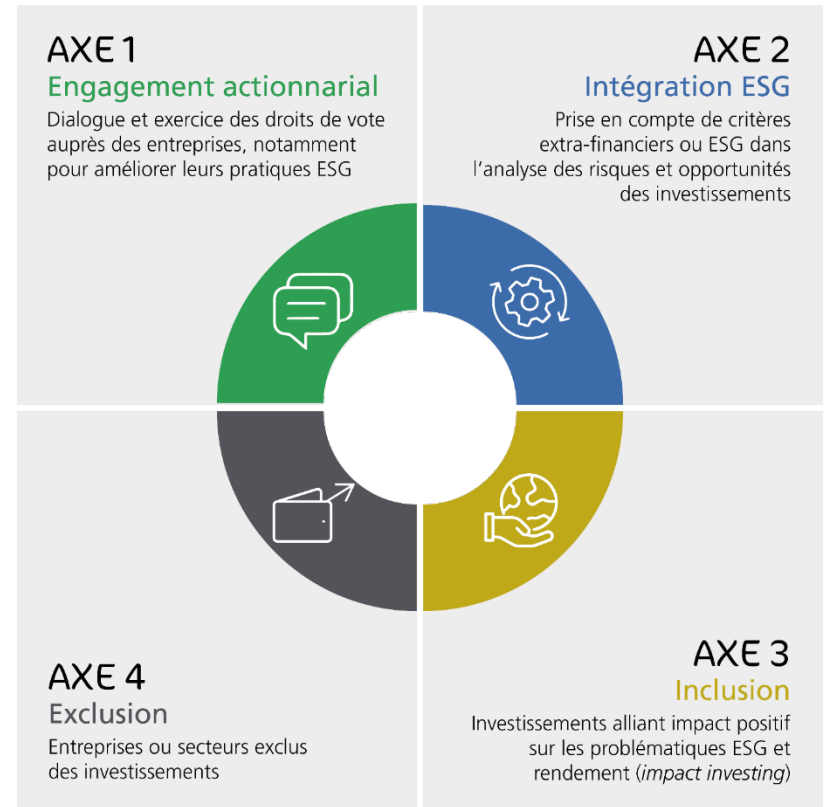 AXE 1
Engagement actionnarial
Dialogue et exercice des droits de vote
auprès des entreprises, notamment
pour améliorer leurs pratiques ESG
AXE 2
Intégration ESG
Prise en compte de critères
extra-financiers ou ESG dans
l'analyse des risques et opportunités
des investissements
AXE 4
Exclusion
Entreprises ou secteurs exclus
des investissements
AXE 3
Inclusion
Investissements alliant impact positif
sur les problématiques ESG et
rendement (impact investing)